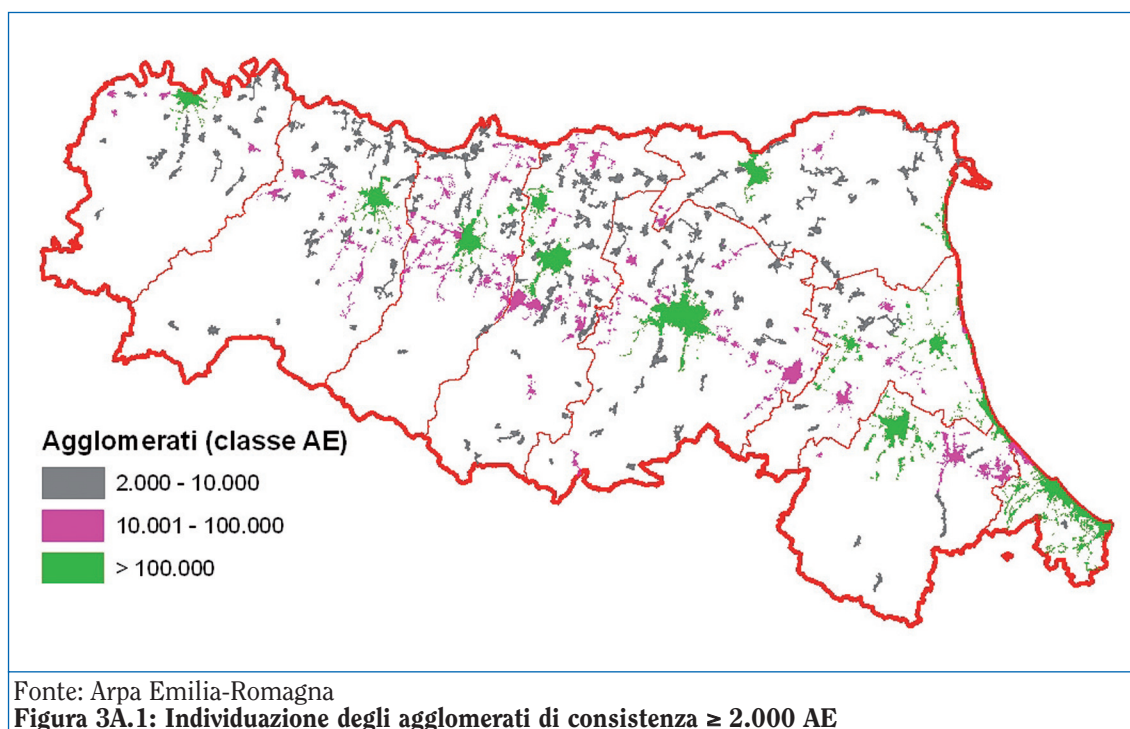 Agglomerati (classe AE)
2.000 - 10.000
10.001 - 100.000
> 100.000
Fonte: Arpa Emilia-Romagna
Figura 3A.1: Individuazione degli agglomerati di consistenza ≥ 2.000 AE